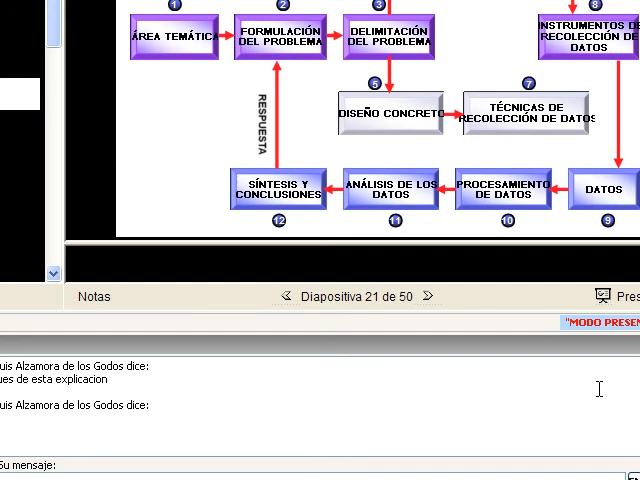 1 2 3 8
ÁREA TEMÁTICA
FORMULACIÓN
DEL PROBLEMA
DELIMITACIÓN
DEL PROBLEMA
INSTRUMENTOS DE
RECOLECCIÓN DE
DATOS
5 7
RESPUESTA
DISEÑO CONCRETO
TÉCNICAS DE
RECOLECCIÓN DE DATOS
SÍNTESIS Y
CONCLUSIONES
ANÁLISIS DE LOS
DATOS
PROCESAMIENTO
DE DATOS
DATOS
12 11 10 9
Notas
Diapositiva 21 de 50
Pres
"MODO PRESEN
uis Alzamora de los Godos dice:
ues de esta explicacion
uis Alzamora de los Godos dice:
Su mensaje: